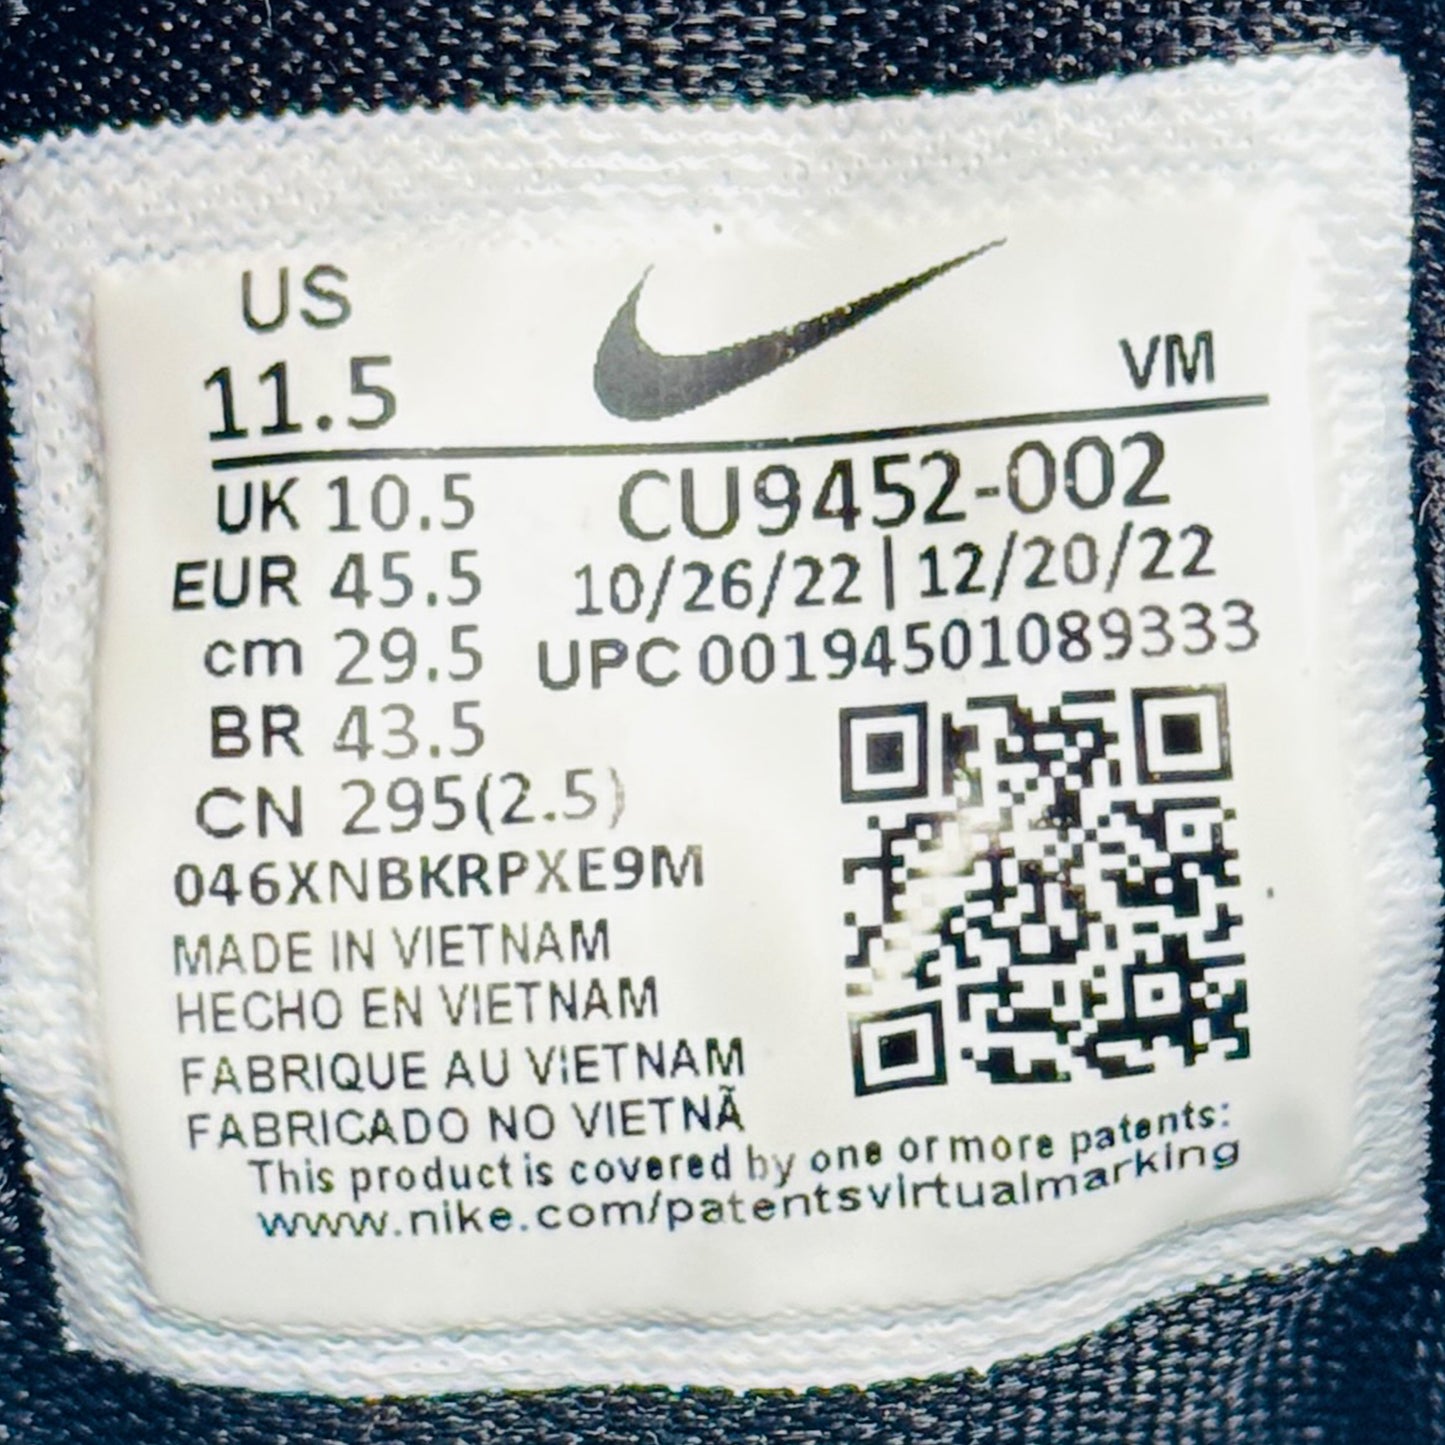 US
11.5
VM
UK 10.5
EUR 45.5
cm 29.5
BR 43.5
CN 295(2.5)
CU9452-002
10/26/22 | 12/20/22
UPC 00194501089333
046XNBKRPXE9M
MADE IN VIETNAM
HECHO EN VIETNAM
FABRIQUE AU VIETNAM
FABRICADO NO VIETNÃ
This product is covered by one or more patents:
www.nike.com/patentsvirtualmarking